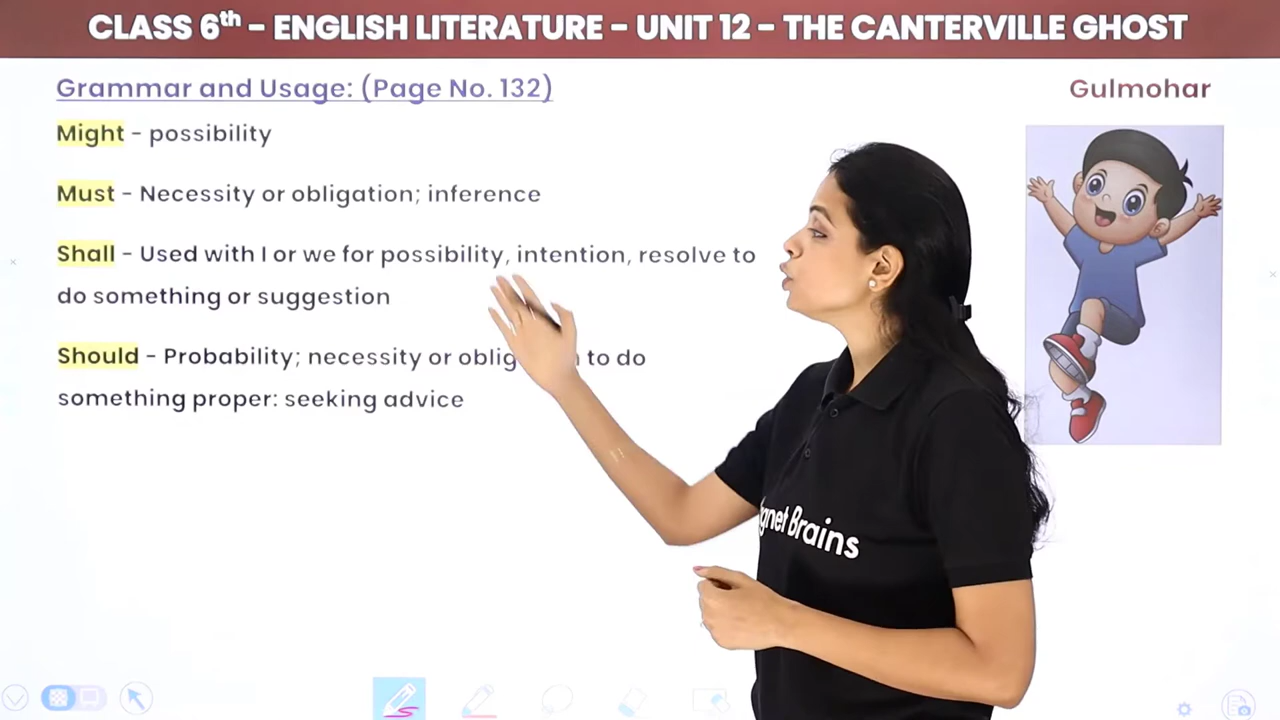 CLASS 6th - ENGLISH LITERATURE - UNIT 12 - THE CANTERVILLE GHOST
Grammar and Usage: (Page No. 132)
Gulmohar
Might - possibility
Must - Necessity or obligation; inference
Shall - Used with I or we for possibility, intention, resolve to
do something or suggestion
Should - Probability; necessity or to do
something proper: seeking advice
Brains